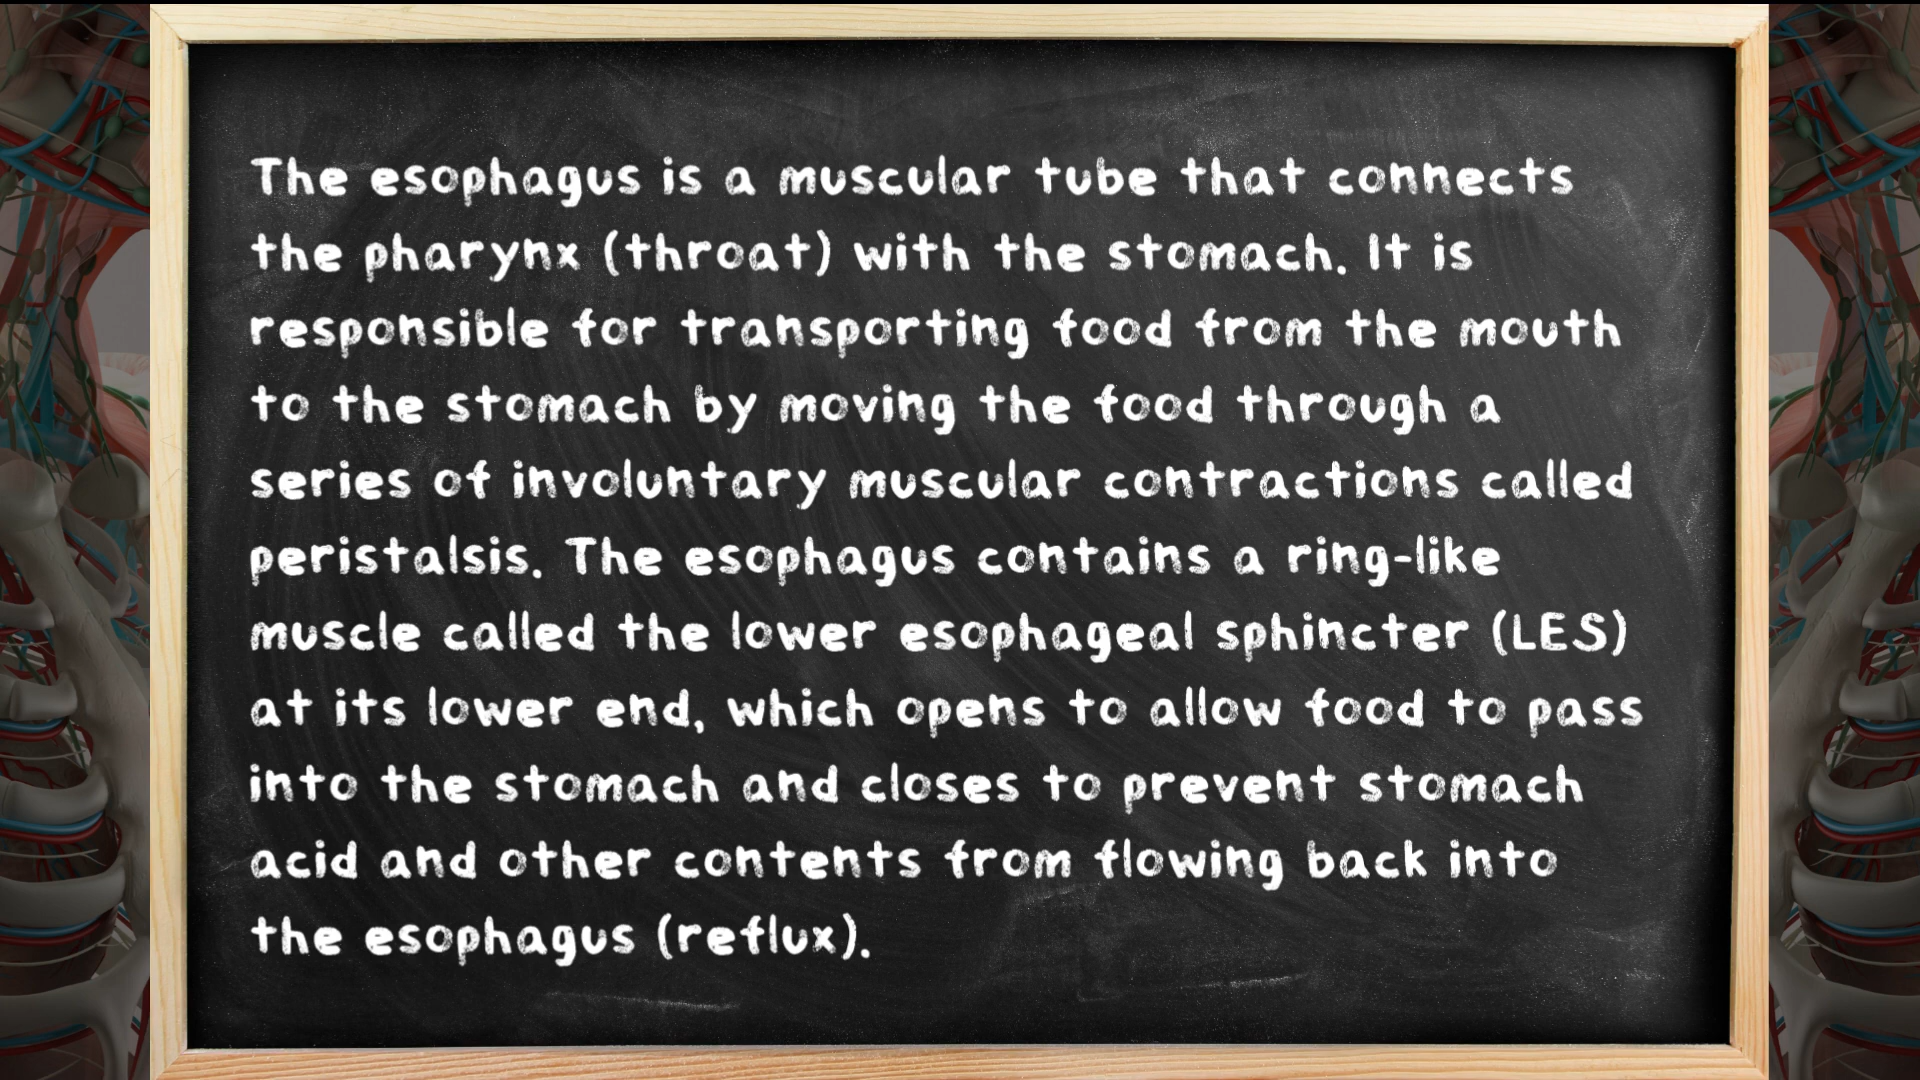 The esophagus is a muscular tube that connects
the pharynx (throat) with the stomach. It is
responsible for transporting food from the mouth
to the stomach by moving the food through a
series of involuntary muscular contractions called
peristalsis. The esophagus contains a ring-like
muscle called the lower esophageal sphincter (LES)
at its lower end, which opens to allow food to pass
into the stomach and closes to prevent stomach
acid and other contents from flowing back into
the esophagus (reflux).